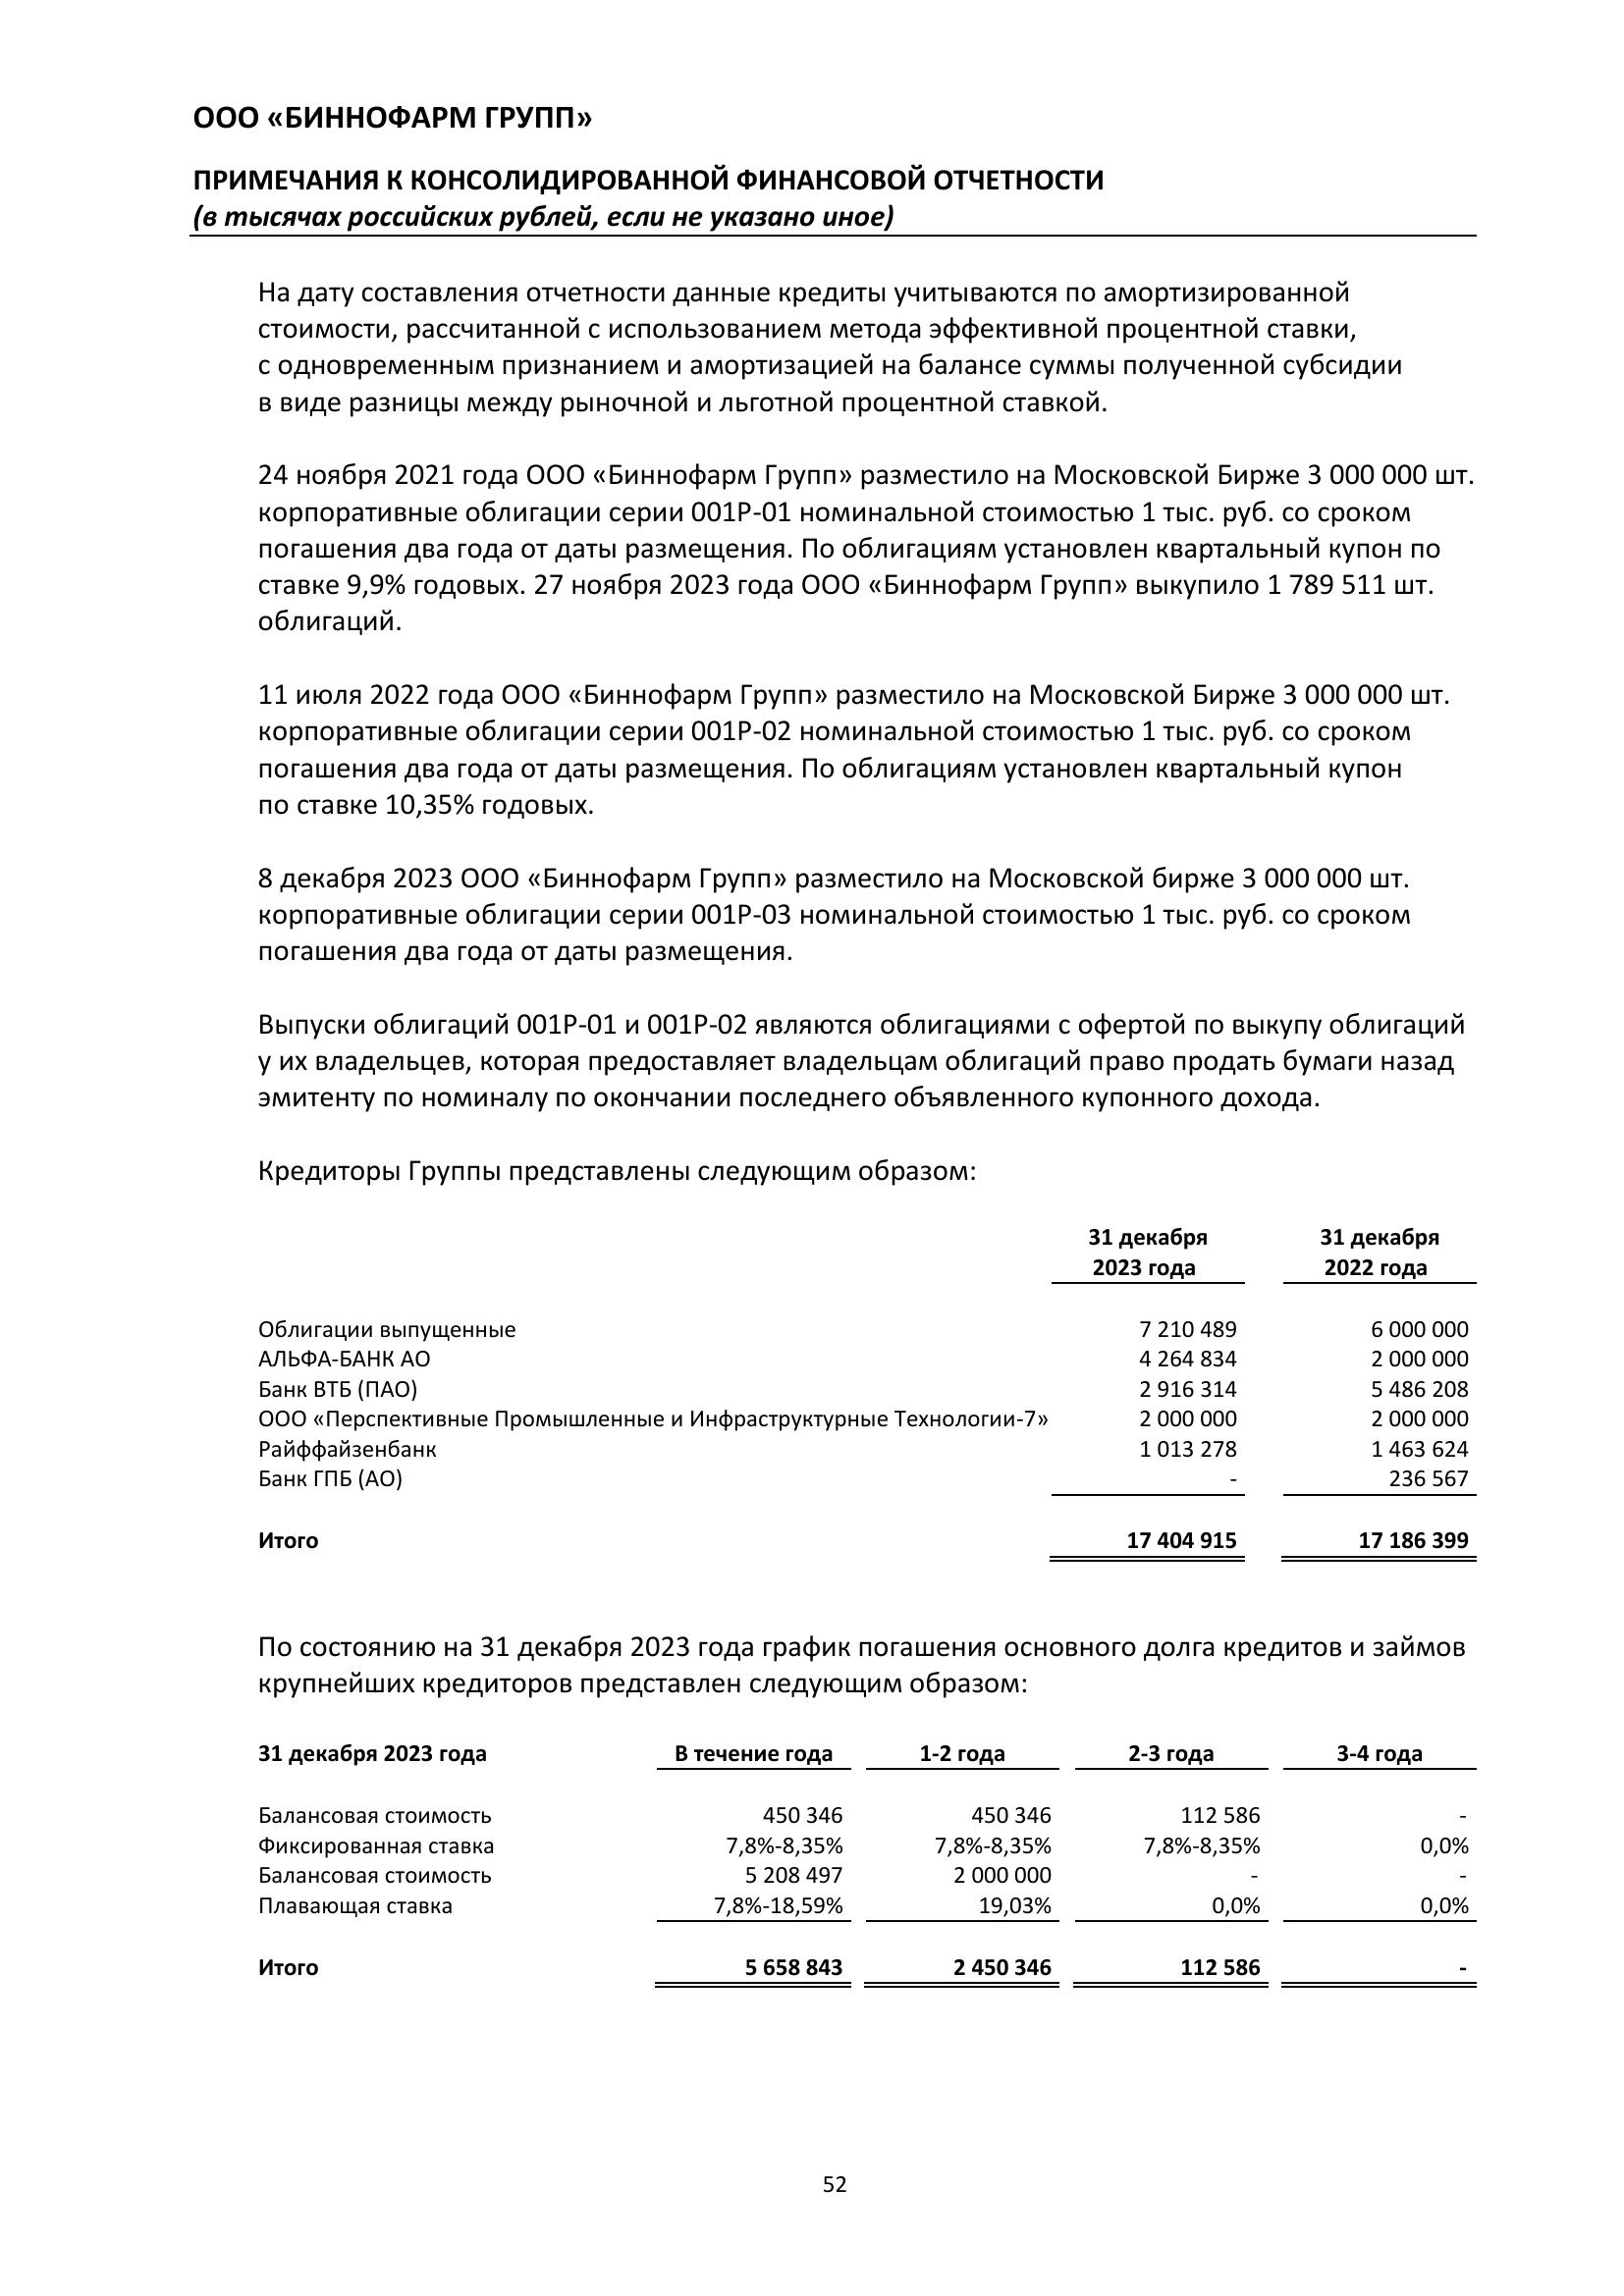 ООО «БИННОФАРМ ГРУПП»
ПРИМЕЧАНИЯ К КОНСОЛИДИРОВАННОЙ ФИНАНСОВОЙ ОТЧЕТНОСТИ
(в тысячах российских рублей, если не указано иное)
На дату составления отчетности данные кредиты учитываются по амортизированной
стоимости, рассчитанной с использованием метода эффективной процентной ставки,
с одновременным признанием и амортизацией на балансе суммы полученной субсидии
в виде разницы между рыночной и льготной процентной ставкой.
24 ноября 2021 года ООО «Биннофарм Групп» разместило на Московской Бирже 3 000 000 шт.
корпоративные облигации серии 001P-01 номинальной стоимостью 1 тыс. руб. со сроком
погашения два года от даты размещения. По облигациям установлен квартальный купон по
ставке 9,9% годовых. 27 ноября 2023 года ООО «Биннофарм Групп» выкупило 1 789 511 шт.
облигаций.
11 июля 2022 года ООО «Биннофарм Групп» разместило на Московской Бирже 3 000 000 шт.
корпоративные облигации серии 001P-02 номинальной стоимостью 1 тыс. руб. со сроком
погашения два года от даты размещения. По облигациям установлен квартальный купон
по ставке 10,35% годовых.
8 декабря 2023 ООО «Биннофарм Групп» разместило на Московской бирже 3 000 000 шт.
корпоративные облигации серии 001P-03 номинальной стоимостью 1 тыс. руб. со сроком
погашения два года от даты размещения.
Выпуски облигаций 001P-01 и 001P-02 являются облигациями с офертой по выкупу облигаций
у их владельцев, которая предоставляет владельцам облигаций право продать бумаги назад
эмитенту по номиналу по окончании последнего объявленного купонного дохода.
Кредиторы Группы представлены следующим образом:
31 декабря 31 декабря
2023 года 2022 года
Облигации выпущенные 7 210 489 6 000 000
АЛЬФА-БАНК АО 4 264 834 2 000 000
Банк ВТБ (ПАО) 2 916 314 5 486 208
ООО «Перспективные Промышленные и Инфраструктурные Технологии-7» 2 000 000 2 000 000
Райффайзенбанк 1 013 278 1 463 624
Банк ГПБ (АО) - 236 567
Итого 17 404 915 17 186 399
По состоянию на 31 декабря 2023 года график погашения основного долга кредитов и займов
крупнейших кредиторов представлен следующим образом:
31 декабря 2023 года В течение года 1-2 года 2-3 года 3-4 года
Балансовая стоимость 450 346 450 346 112 586 -
Фиксированная ставка 7,8%-8,35% 7,8%-8,35% 7,8%-8,35% 0,0%
Балансовая стоимость 5 208 497 2 000 000 - -
Плавающая ставка 7,8%-18,59% 19,03% 0,0% 0,0%
Итого 5 658 843 2 450 346 112 586 -
52